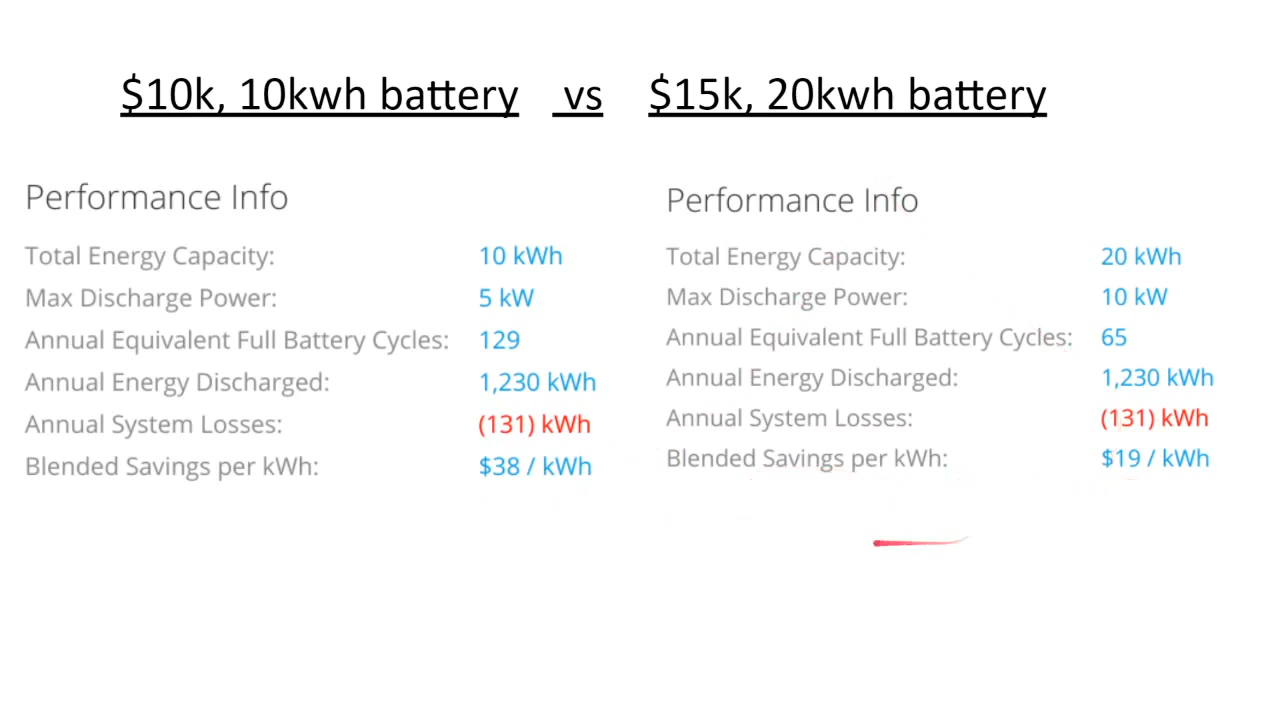 $10k, 10kwh battery vs $15k, 20kwh battery
Performance Info
Total Energy Capacity: 10 kWh
Max Discharge Power: 5 kW
Annual Equivalent Full Battery Cycles: 129
Annual Energy Discharged: 1,230 kWh
Annual System Losses: (131) kWh
Blended Savings per kWh: $38 / kWh
Performance Info
Total Energy Capacity: 20 kWh
Max Discharge Power: 10 kW
Annual Equivalent Full Battery Cycles: 65
Annual Energy Discharged: 1,230 kWh
Annual System Losses: (131) kWh
Blended Savings per kWh: $19 / kWh